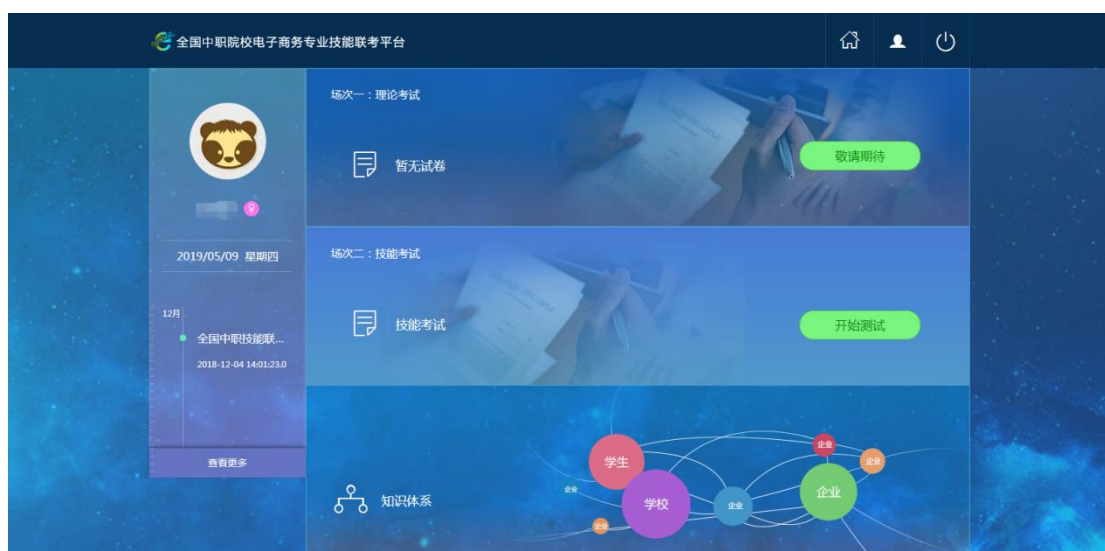 全国中职院校电子商务专业技能联考平台
2019/05/09 星期四
12月
全国中职技能联...
2018-12-04 14:01:23.0
查看更多
场次一：理论考试
暂无试卷
敬请期待
场次二：技能考试
技能考试
开始测试
知识体系
学生
企业
企业
企业
学校
企业
企业
企业